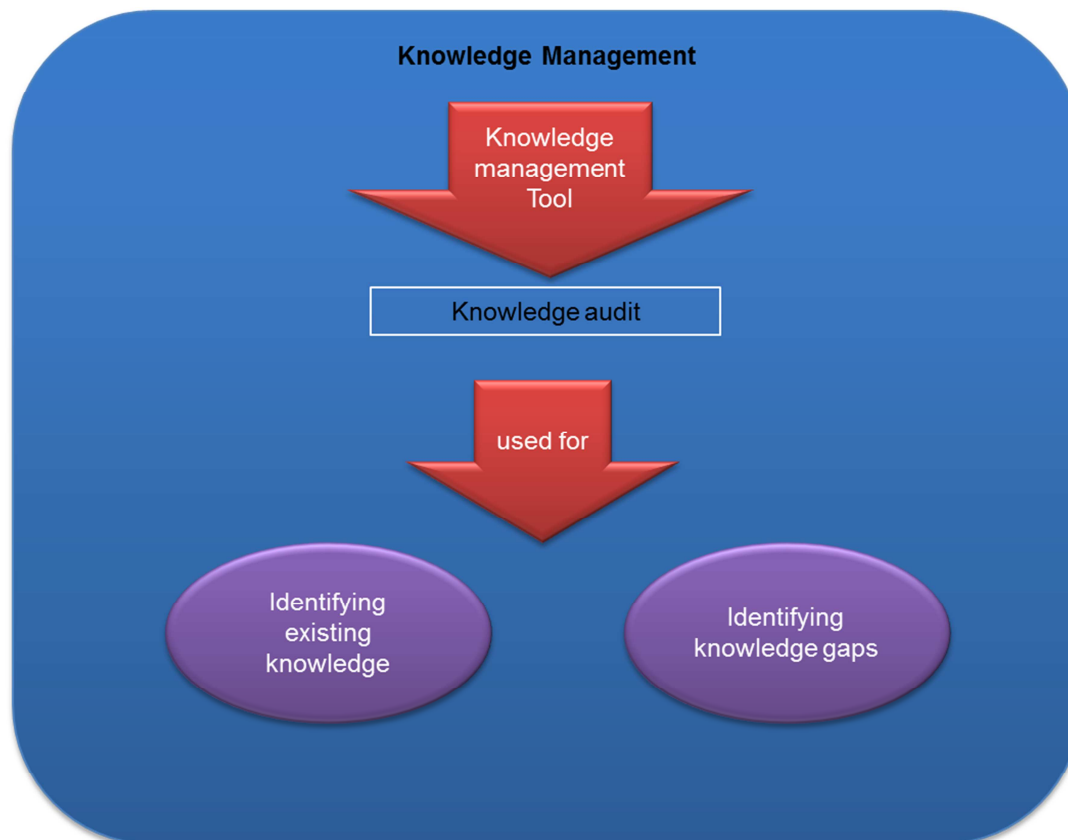 Knowledge Management
Knowledge
management
Tool
Knowledge audit
used for
Identifying
existing
knowledge
Identifying
knowledge gaps